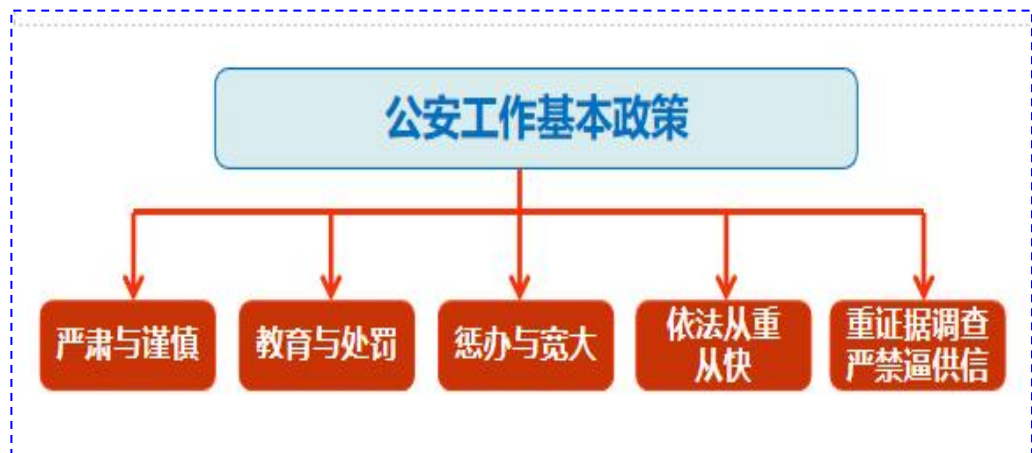 公安工作基本政策
严肃与谨慎
教育与处罚
惩办与宽大
依法从重
从快
重证据调查
严禁逼供信